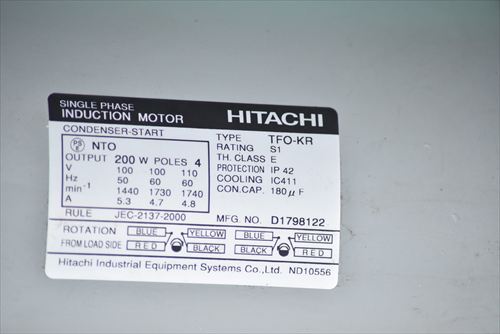 SINGLE PHASE
INDUCTION MOTOR HITACHI
CONDENSER-START
PS E NTO
OUTPUT 200 W POLES 4
V 100 100 110
Hz 50 60 60
min⁻¹ 1440 1730 1740
A 5.3 4.7 4.8
RULE JEC-2137-2000
TYPE TFO-KR
RATING S1
TH. CLASS E
PROTECTION IP 42
COOLING IC411
CON.CAP. 180 μF
MFG. NO. D1798122
ROTATION BLUE YELLOW BLUE YELLOW
FROM LOAD SIDE RED BLACK RED BLACK
Hitachi Industrial Equipment Systems Co.,Ltd. ND10556